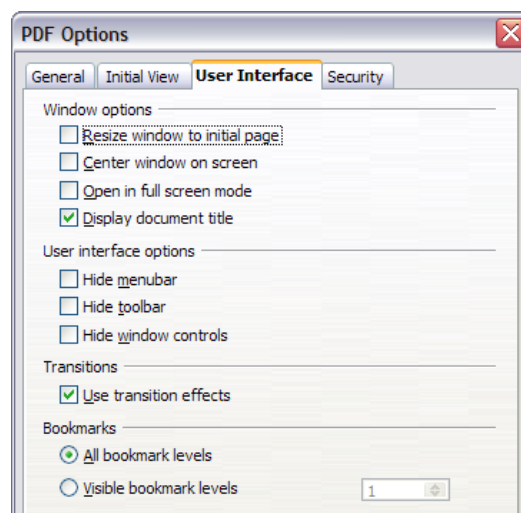 PDF Options
General Initial View User Interface Security
Window options
Resize window to initial page
Center window on screen
Open in full screen mode
Display document title
User interface options
Hide menubar
Hide toolbar
Hide window controls
Transitions
Use transition effects
Bookmarks
All bookmark levels
Visible bookmark levels 1